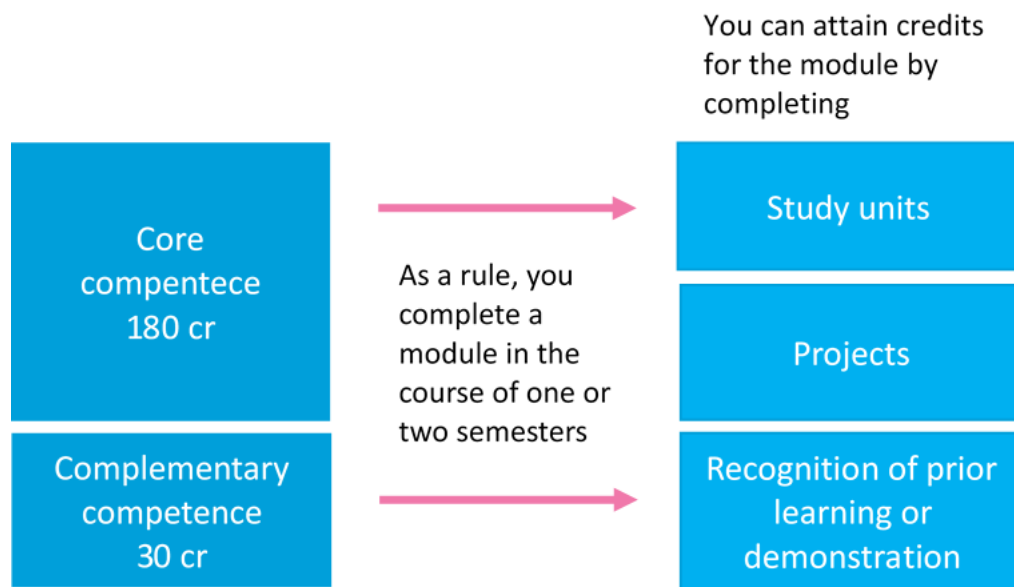 You can attain credits
for the module by
completing
Core
compentece
180 cr
As a rule, you
complete a
module in the
course of one or
two semesters
Complementary
competence
30 cr
Study units
Projects
Recognition of prior
learning or
demonstration